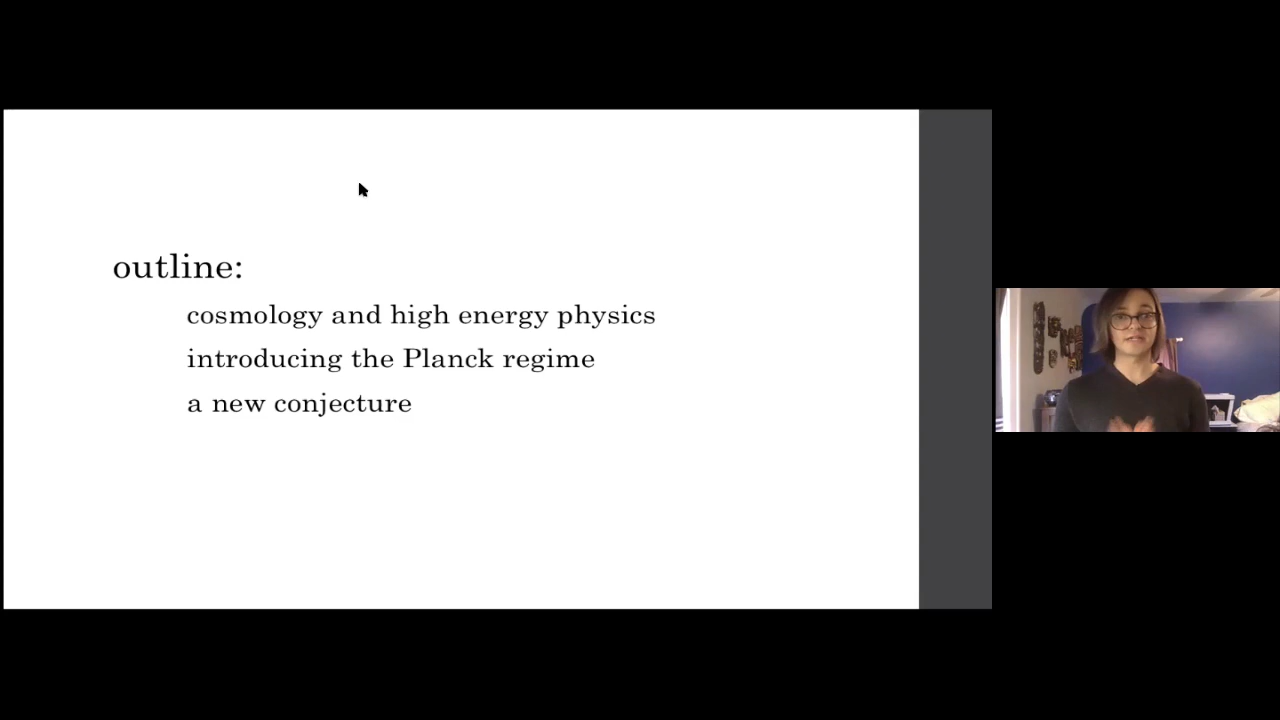 outline:
cosmology and high energy physics
introducing the Planck regime
a new conjecture